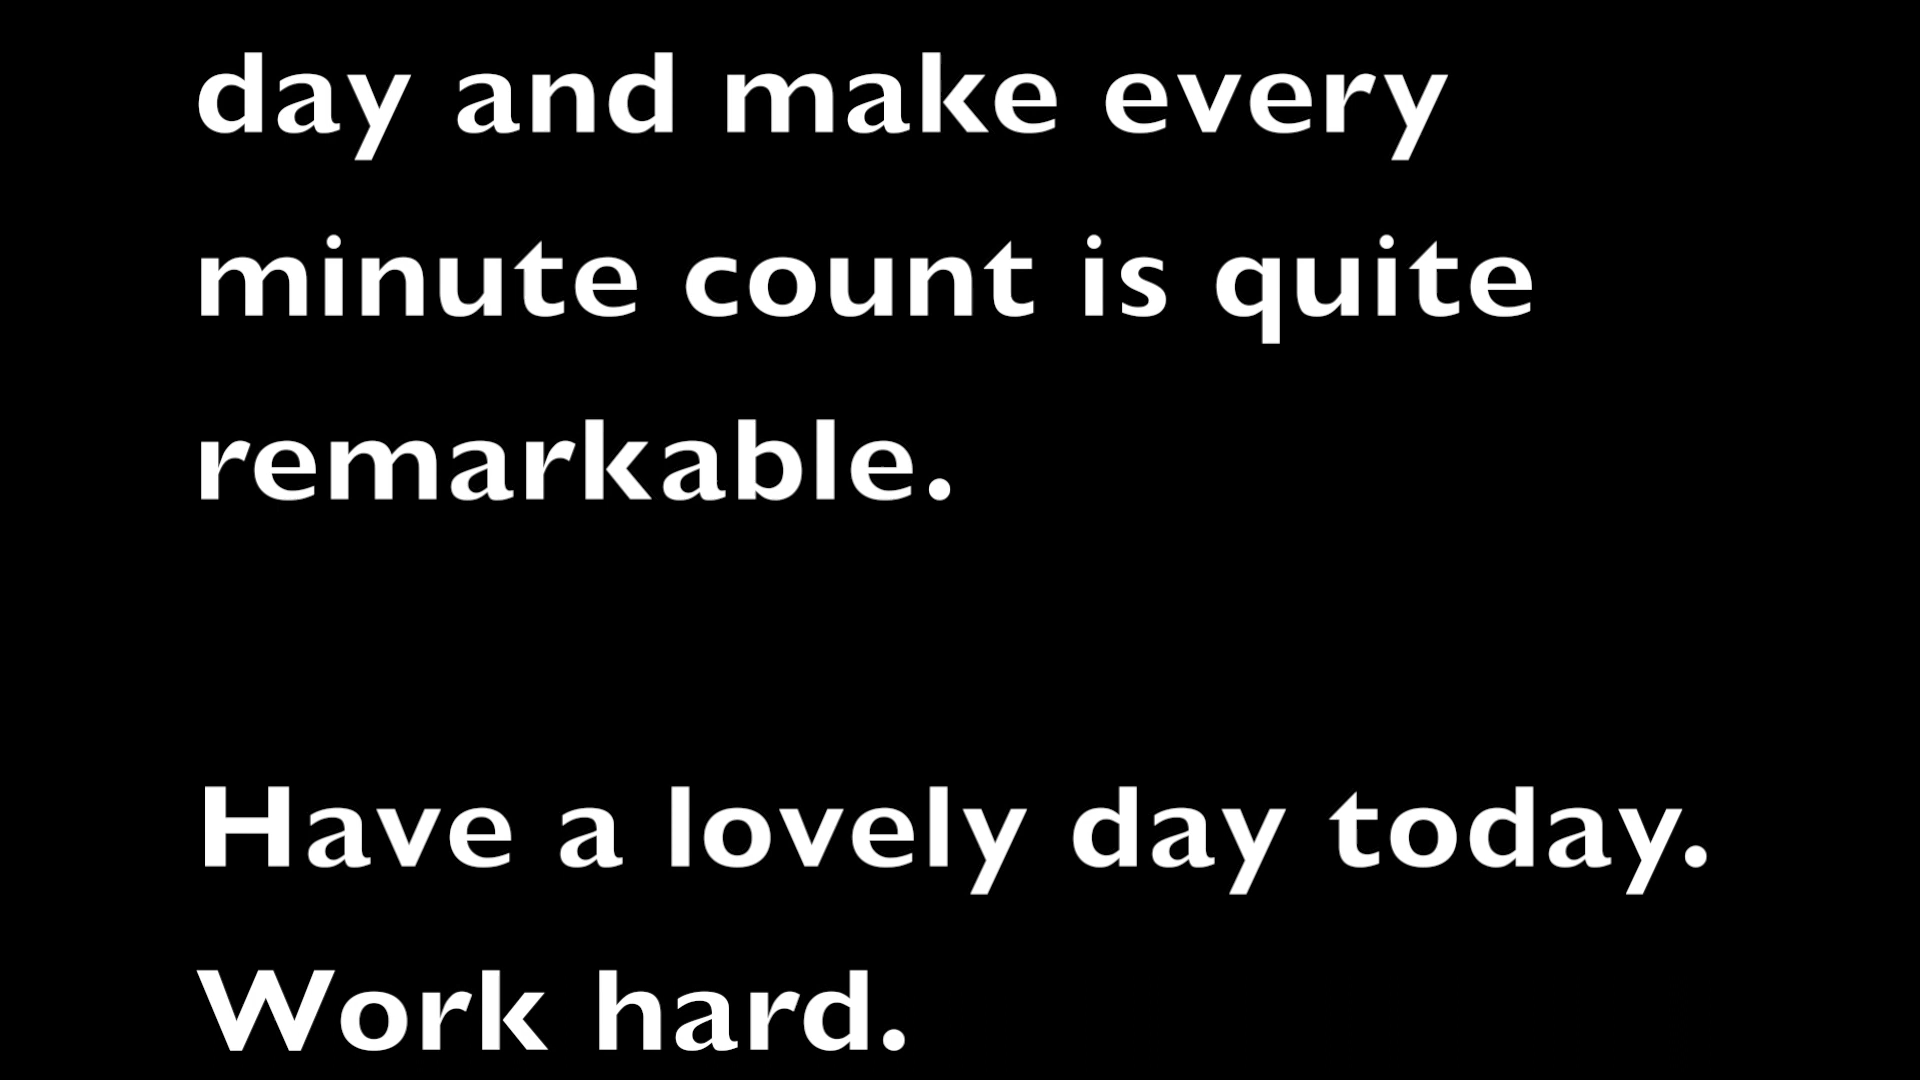 day and make every
minute count is quite
remarkable.
Have a lovely day today.
Work hard.